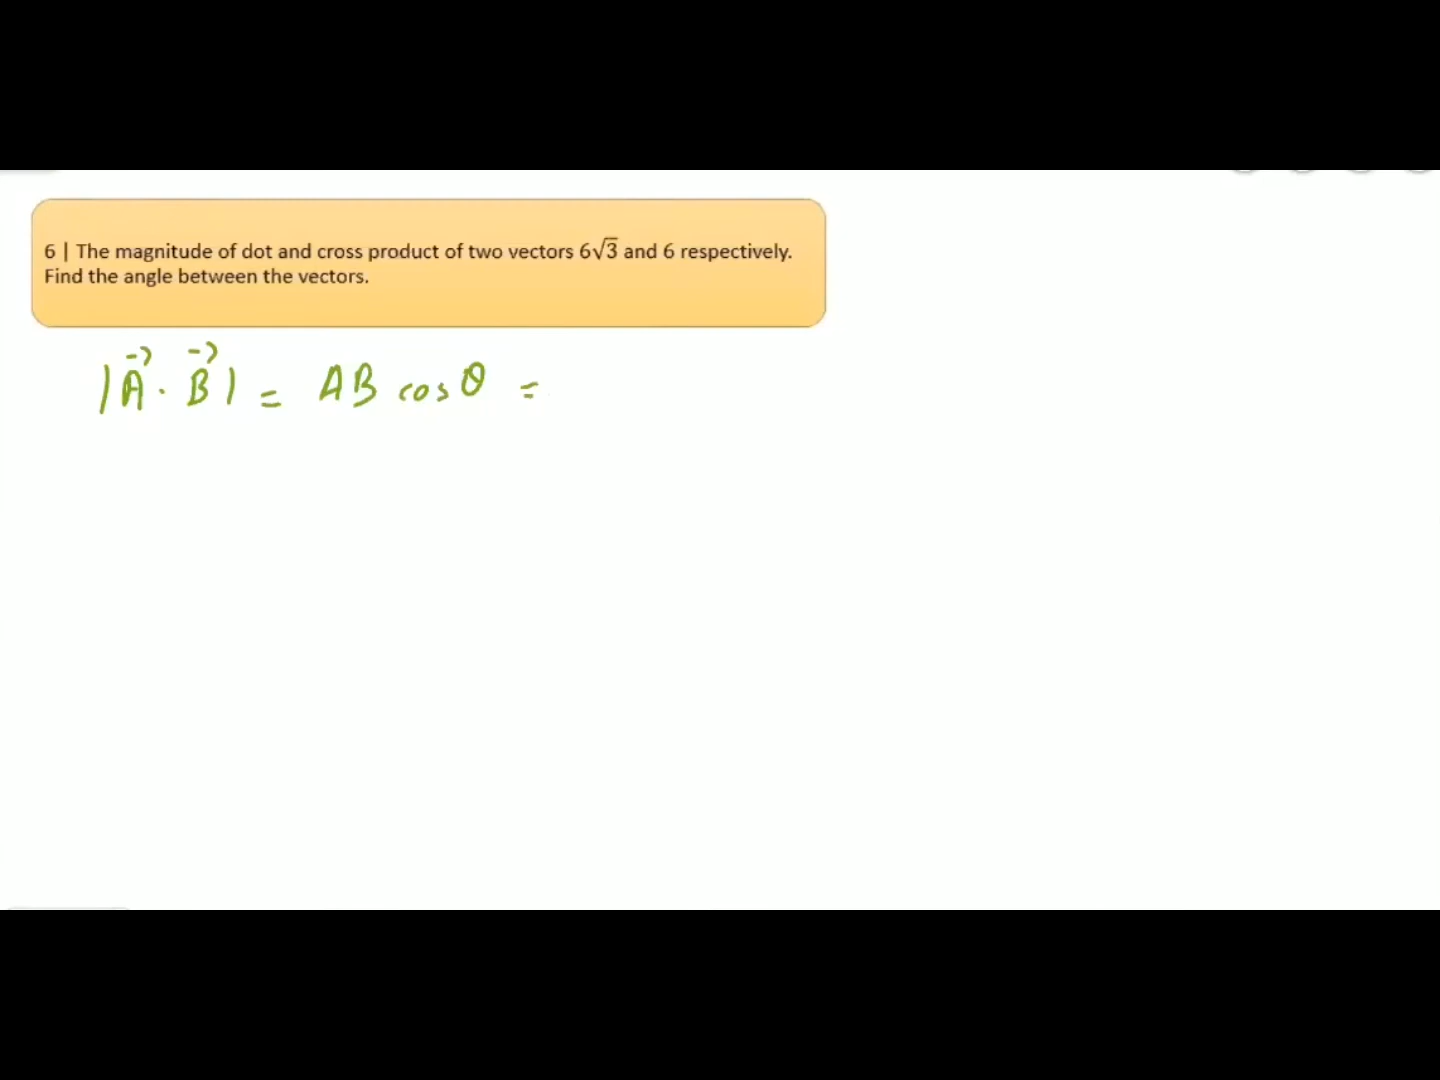 6 | The magnitude of dot and cross product of two vectors 6√3 and 6 respectively.
Find the angle between the vectors.
|A⃗ · B⃗| = AB cos θ =